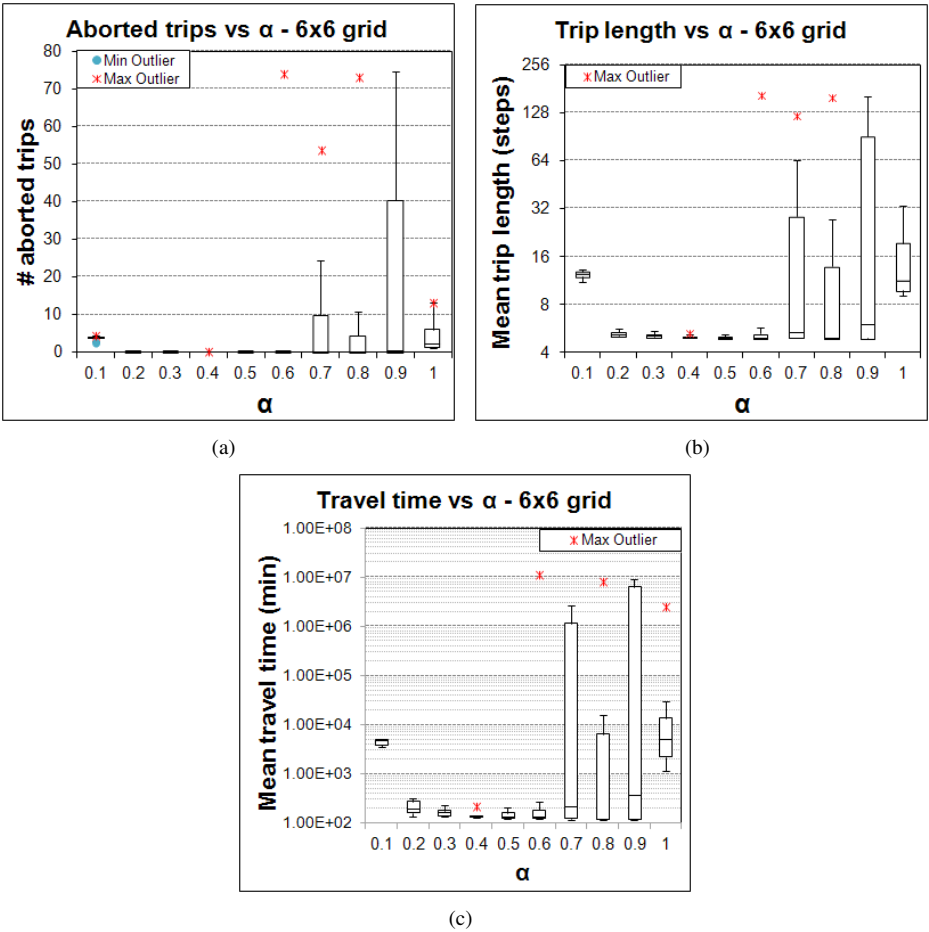 Aborted trips vs α - 6x6 grid
Min Outlier
Max Outlier
# aborted trips
80
70
60
50
40
30
20
10
0
0.1 0.2 0.3 0.4 0.5 0.6 0.7 0.8 0.9 1
α
(a)
Trip length vs α - 6x6 grid
Max Outlier
Mean trip length (steps)
256
128
64
32
16
8
4
0.1 0.2 0.3 0.4 0.5 0.6 0.7 0.8 0.9 1
α
(b)
Travel time vs α - 6x6 grid
Max Outlier
Mean travel time (min)
1.00E+08
1.00E+07
1.00E+06
1.00E+05
1.00E+04
1.00E+03
1.00E+02
0.1 0.2 0.3 0.4 0.5 0.6 0.7 0.8 0.9 1
α
(c)